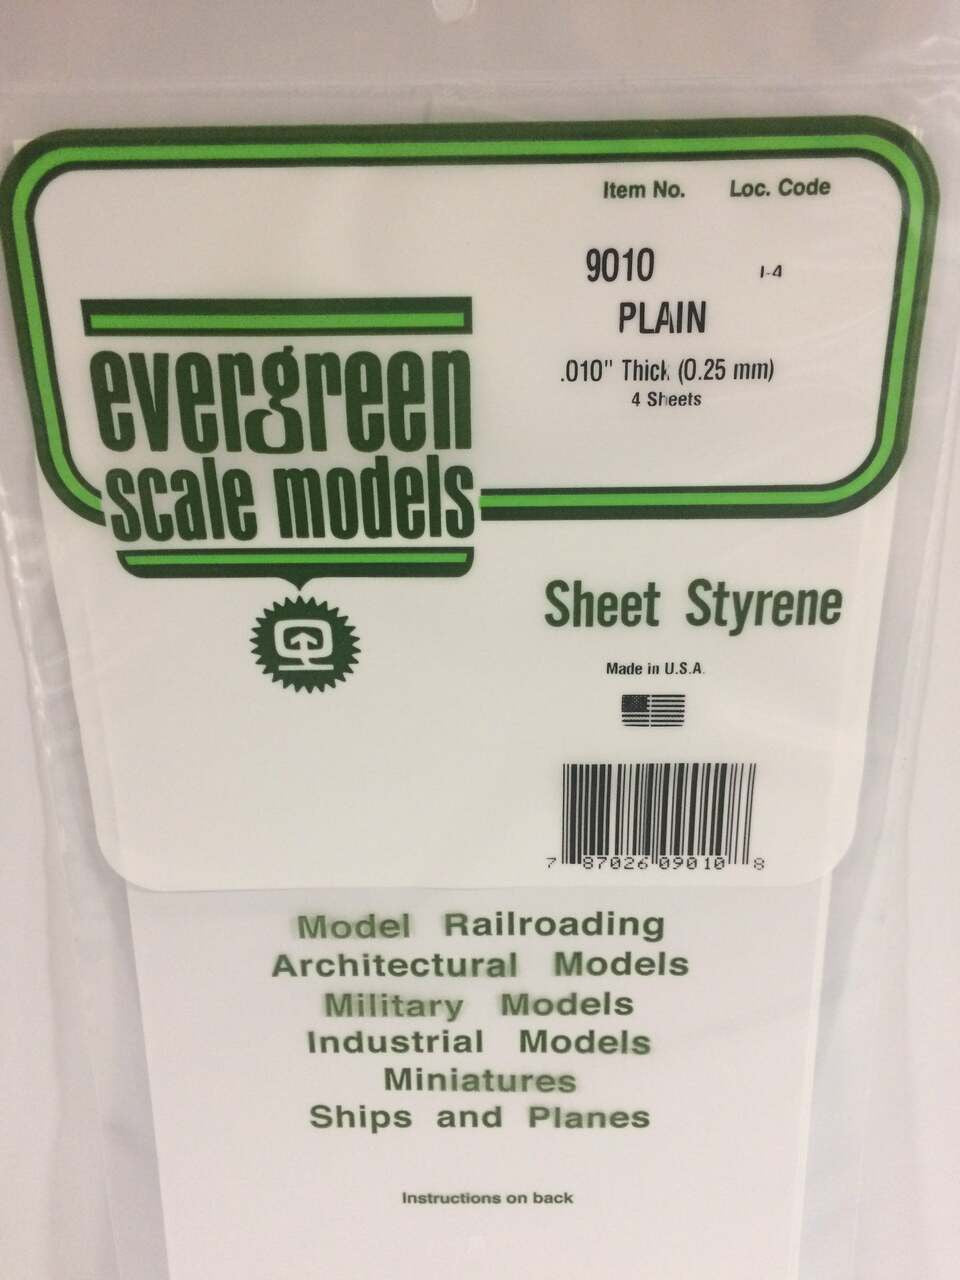 Item No. Loc. Code
9010 I-4
PLAIN
.010" Thick (0.25 mm)
4 Sheets
evergreen
scale models
Sheet Styrene
Made in U.S.A.
7 87026 09010 8
Model Railroading
Architectural Models
Military Models
Industrial Models
Miniatures
Ships and Planes
Instructions on back